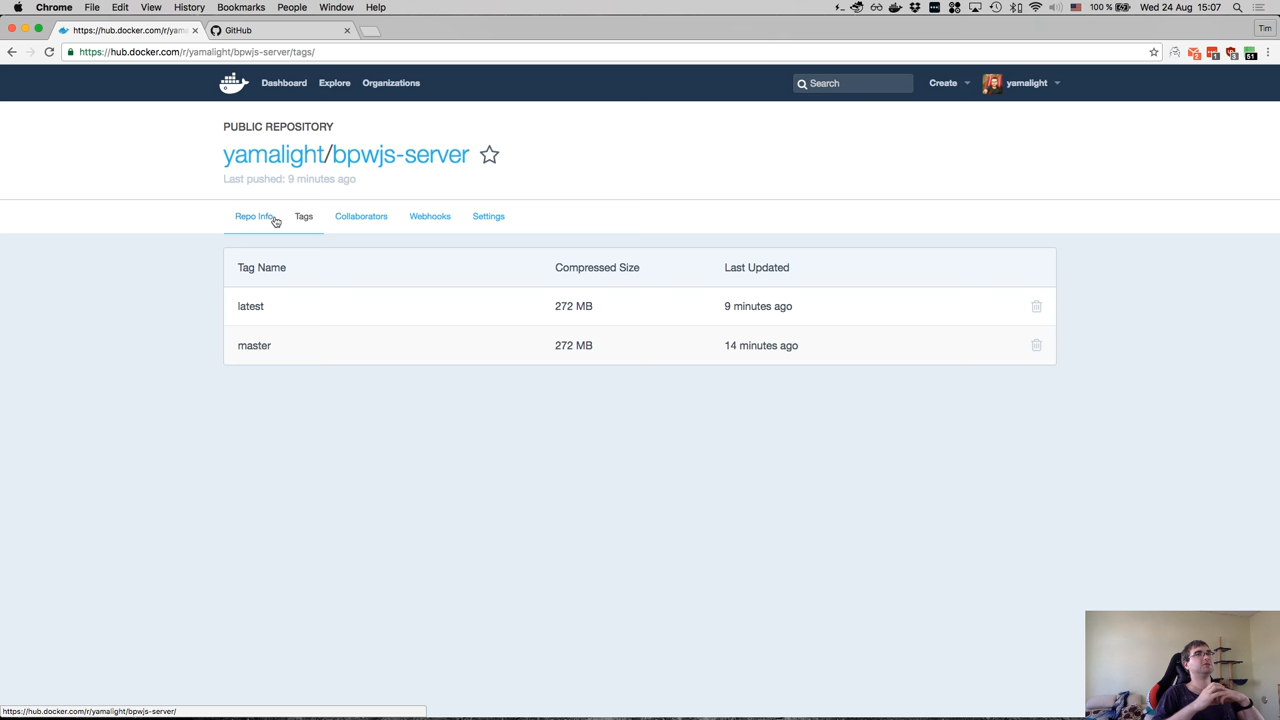 Chrome File Edit View History Bookmarks People Window Help 100 % Wed 24 Aug 15:07
https://hub.docker.com/r/yama GitHub Tim
https://hub.docker.com/r/yamalight/bpwjs-server/tags/ 51
Dashboard Explore Organizations Search Create yamalight
PUBLIC REPOSITORY
yamalight/bpwjs-server
Last pushed: 9 minutes ago
Repo Info Tags Collaborators Webhooks Settings
Tag Name Compressed Size Last Updated
latest 272 MB 9 minutes ago
master 272 MB 14 minutes ago
https://hub.docker.com/r/yamalight/bpwjs-server/